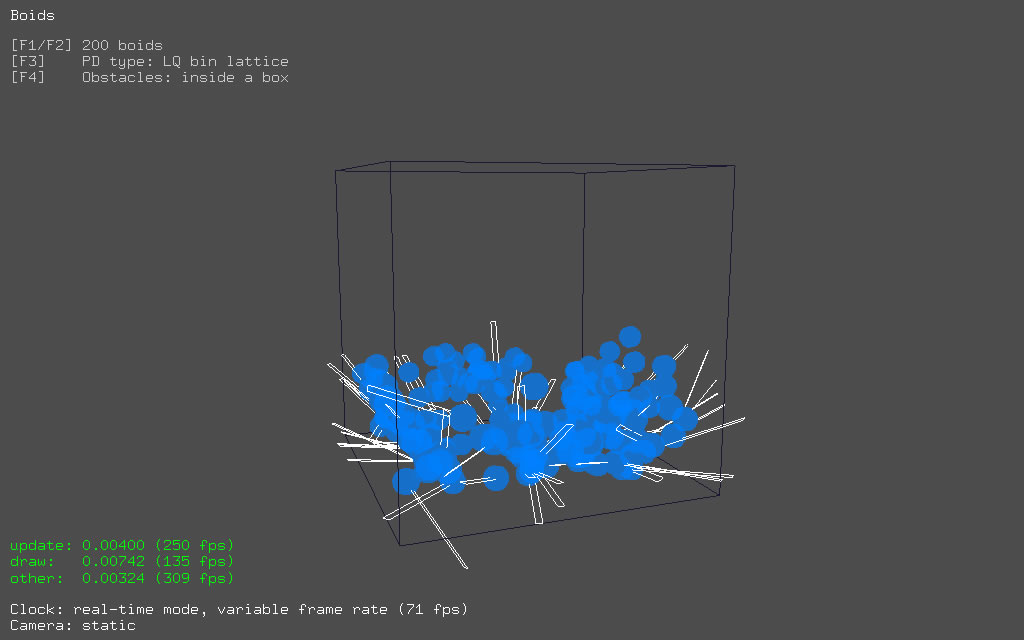 Boids
[F1/F2] 200 boids
[F3] PD type: LQ bin lattice
[F4] Obstacles: inside a box
update: 0.00400 (250 fps)
draw: 0.00742 (135 fps)
other: 0.00324 (309 fps)
Clock: real-time mode, variable frame rate (71 fps)
Camera: static